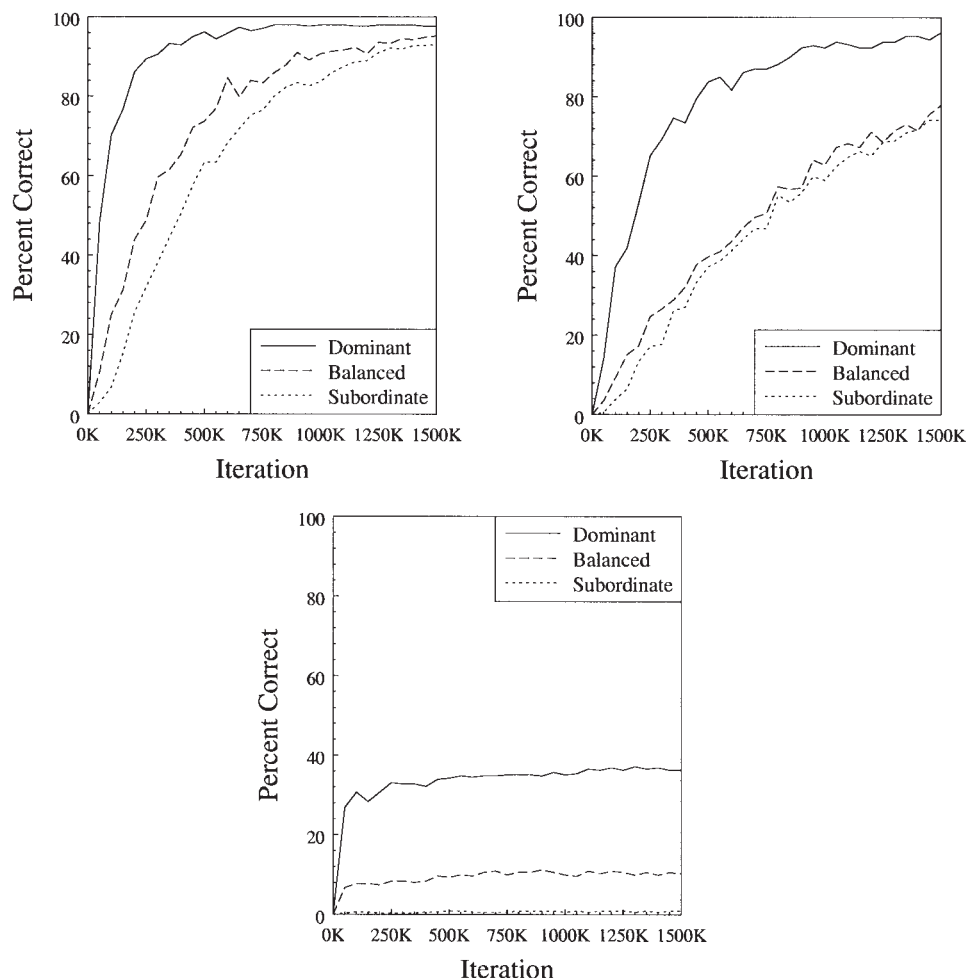 100
80
60
40
20
0
Percent Correct
Dominant
Balanced
Subordinate
0K 250K 500K 750K 1000K 1250K 1500K
Iteration
100
80
60
40
20
0
Percent Correct
Dominant
Balanced
Subordinate
0K 250K 500K 750K 1000K 1250K 1500K
Iteration
100
80
60
40
20
0
Percent Correct
Dominant
Balanced
Subordinate
0K 250K 500K 750K 1000K 1250K 1500K
Iteration